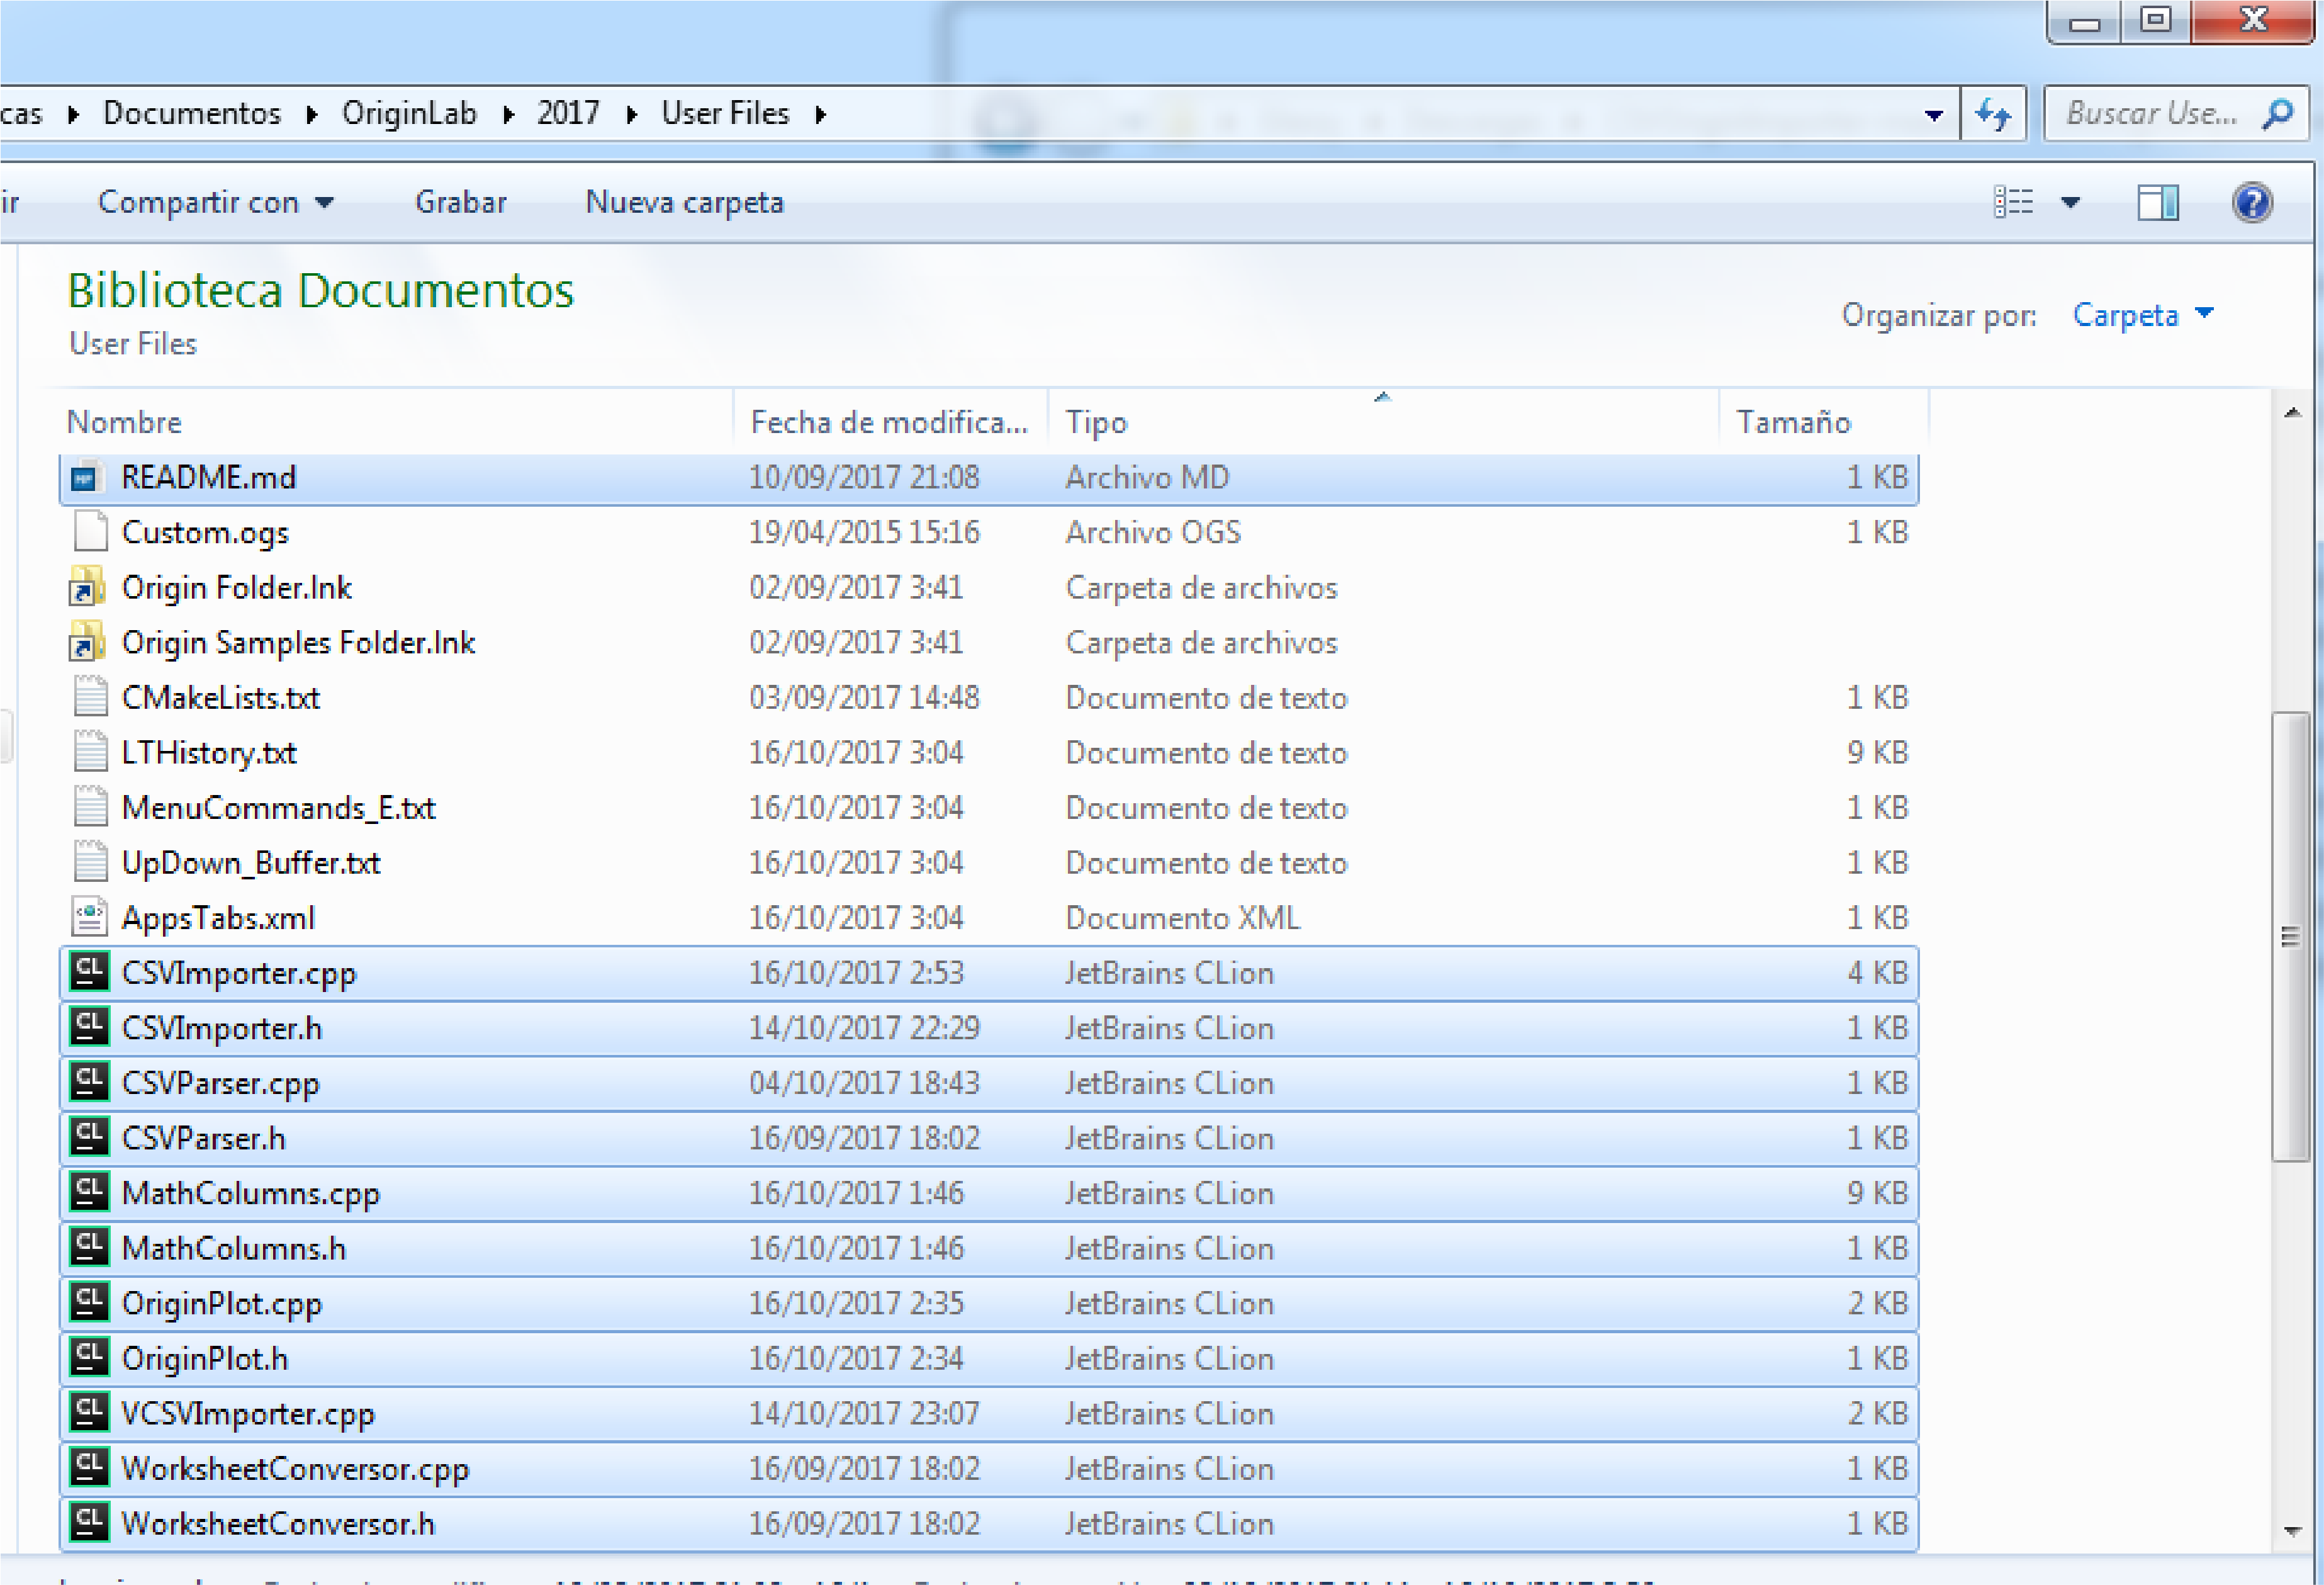 cas ▸ Documentos ▸ OriginLab ▸ 2017 ▸ User Files ▸
Buscar Use...
ir Compartir con Grabar Nueva carpeta
Biblioteca Documentos
User Files
Organizar por: Carpeta
Nombre Fecha de modifica... Tipo Tamaño
README.md 10/09/2017 21:08 Archivo MD 1 KB
Custom.ogs 19/04/2015 15:16 Archivo OGS 1 KB
Origin Folder.lnk 02/09/2017 3:41 Carpeta de archivos
Origin Samples Folder.lnk 02/09/2017 3:41 Carpeta de archivos
CMakeLists.txt 03/09/2017 14:48 Documento de texto 1 KB
LTHistory.txt 16/10/2017 3:04 Documento de texto 9 KB
MenuCommands_E.txt 16/10/2017 3:04 Documento de texto 1 KB
UpDown_Buffer.txt 16/10/2017 3:04 Documento de texto 1 KB
AppsTabs.xml 16/10/2017 3:04 Documento XML 1 KB
CSVImporter.cpp 16/10/2017 2:53 JetBrains CLion 4 KB
CSVImporter.h 14/10/2017 22:29 JetBrains CLion 1 KB
CSVParser.cpp 04/10/2017 18:43 JetBrains CLion 1 KB
CSVParser.h 16/09/2017 18:02 JetBrains CLion 1 KB
MathColumns.cpp 16/10/2017 1:46 JetBrains CLion 9 KB
MathColumns.h 16/10/2017 1:46 JetBrains CLion 1 KB
OriginPlot.cpp 16/10/2017 2:35 JetBrains CLion 2 KB
OriginPlot.h 16/10/2017 2:34 JetBrains CLion 1 KB
VCSVImporter.cpp 14/10/2017 23:07 JetBrains CLion 2 KB
WorksheetConversor.cpp 16/09/2017 18:02 JetBrains CLion 1 KB
WorksheetConversor.h 16/09/2017 18:02 JetBrains CLion 1 KB